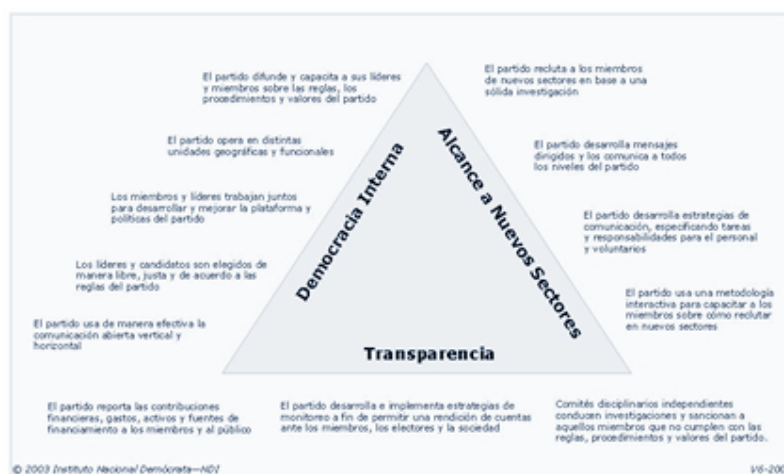 El partido difunde y capacita a sus líderes
y miembros sobre las reglas, los
procedimientos y valores del partido
El partido recluta a los miembros
de nuevos sectores en base a una
sólida investigación
El partido opera en distintas
unidades geográficas y funcionales
El partido desarrolla mensajes
dirigidos y los comunica a todos
los niveles del partido
Los miembros y líderes trabajan juntos
para desarrollar y mejorar la plataforma y
políticas del partido
El partido desarrolla estrategias de
comunicación, especificando tareas
y responsabilidades para el personal
y voluntarios
Los líderes y candidatos son elegidos de
manera libre, justa y de acuerdo a las
reglas del partido
El partido usa una metodología
interactiva para capacitar a los
miembros sobre cómo reclutar
en nuevos sectores
El partido usa de manera efectiva la
comunicación abierta vertical y
horizontal
Democracia Interna
Alcance a Nuevos Sectores
Transparencia
El partido reporta las contribuciones
financieras, gastos, activos y fuentes de
financiamiento a los miembros y al público
El partido desarrolla e implementa estrategias de
monitoreo a fin de permitir una rendición de cuentas
ante los miembros, los electores y la sociedad
Comités disciplinarios independientes
conducen investigaciones y sancionan a
aquellos miembros que no cumplen con las
reglas, procedimientos y valores del partido.
© 2003 Instituto Nacional Demócrata—NDI